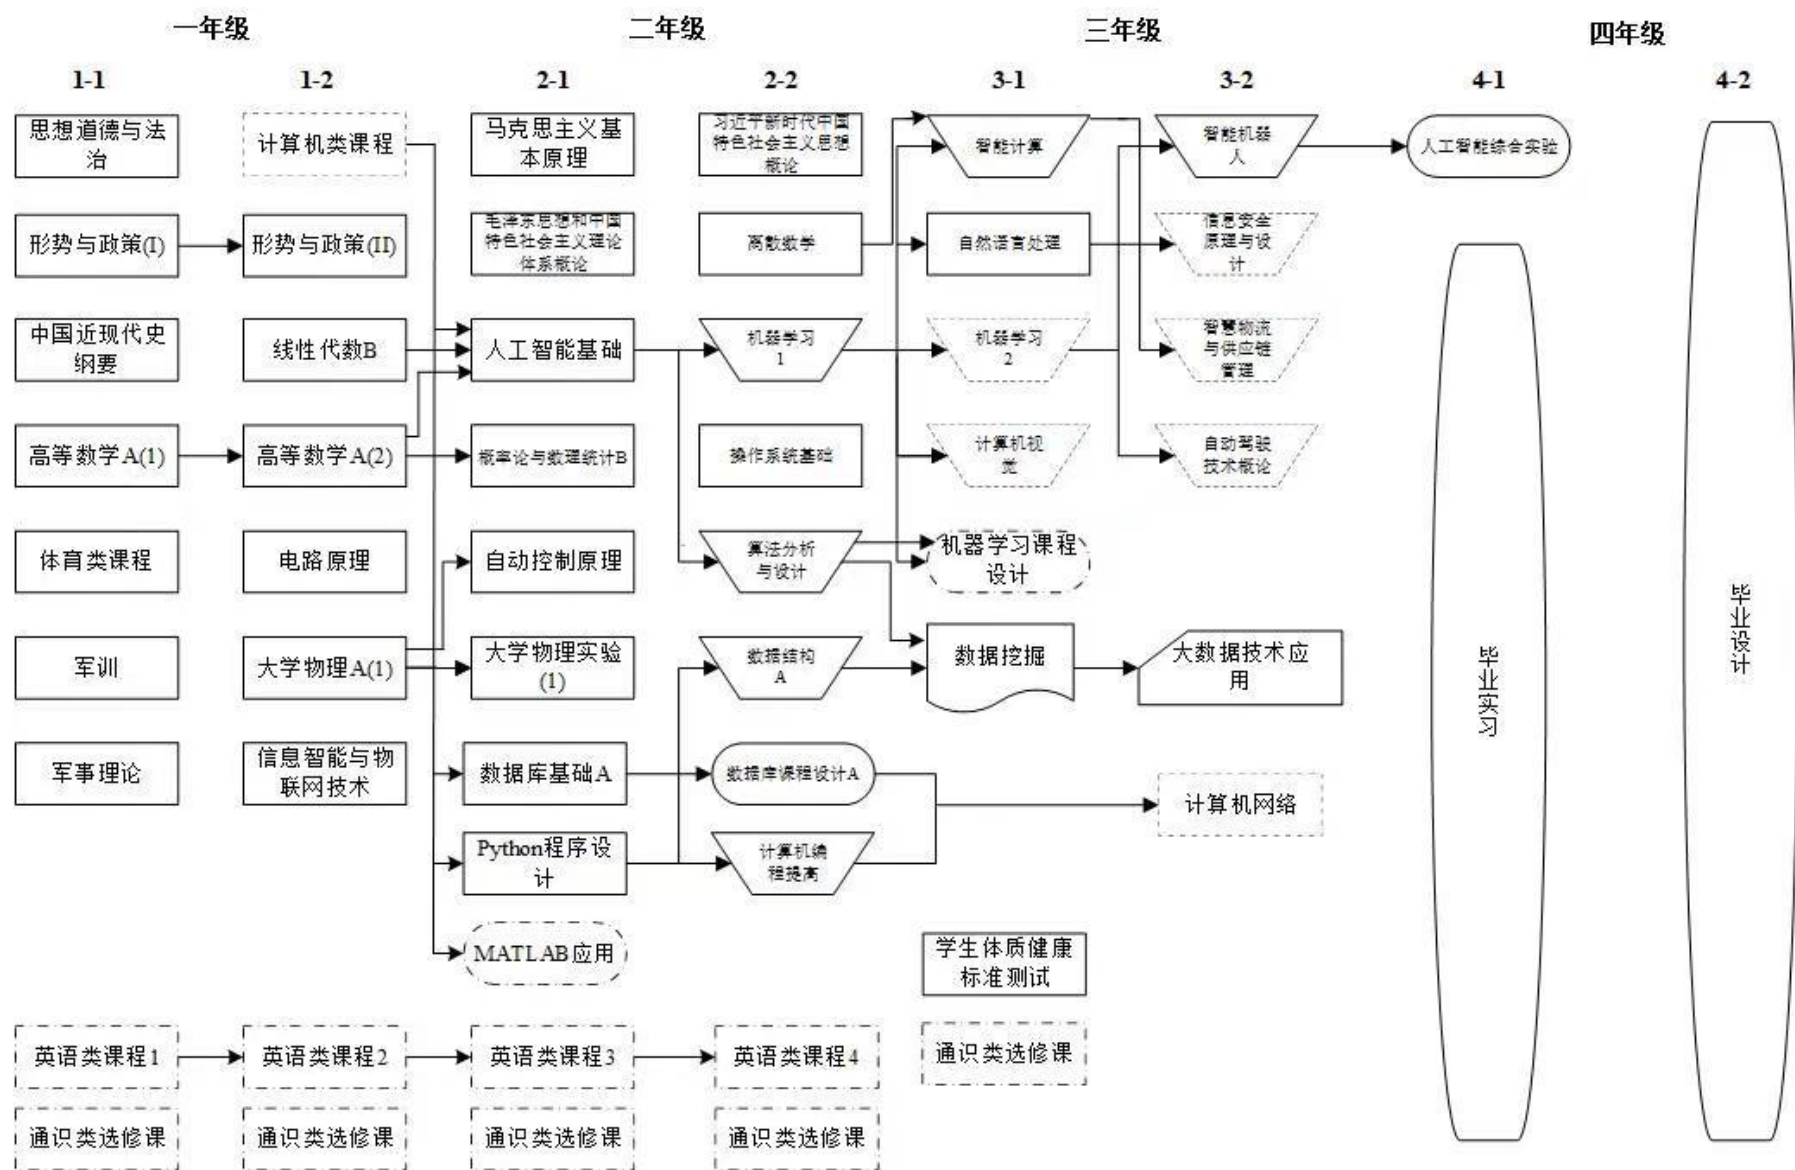 一年级
二年级
三年级
四年级
1-1
1-2
2-1
2-2
3-1
3-2
4-1
4-2
思想道德与法
治
计算机类课程
马克思主义基
本原理
习近平新时代中国
特色社会主义思想
概论
智能计算
智能机器
人
人工智能综合实验
形势与政策(I)
形势与政策(II)
毛泽东思想和中国
特色社会主义理论
体系概论
离散数学
自然语言处理
信息安全
原理与设
计
中国近现代史
纲要
线性代数B
人工智能基础
机器学习
1
机器学习
2
智慧物流
与供应链
管理
高等数学A(1)
高等数学A(2)
概率论与数理统计B
操作系统基础
计算机视
觉
自动驾驶
技术概论
体育类课程
电路原理
自动控制原理
算法分析
与设计
机器学习课程
设计
军训
大学物理A(1)
大学物理实验
(1)
数据结构
A
数据挖掘
大数据技术应
用
军事理论
信息智能与物
联网技术
数据库基础A
数据库课程设计A
计算机网络
Python程序设
计
计算机编
程提高
MATLAB应用
学生体质健康
标准测试
英语类课程1
英语类课程2
英语类课程3
英语类课程4
通识类选修课
通识类选修课
通识类选修课
通识类选修课
通识类选修课
毕业实习
毕业设计